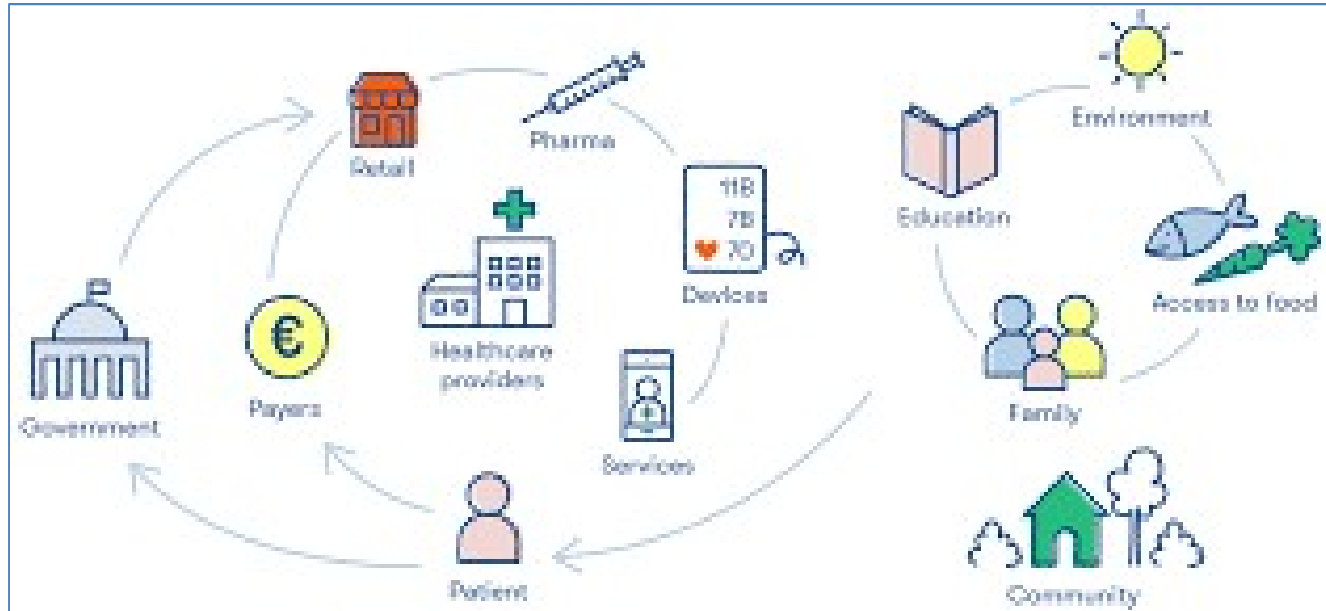 Retail
Pharma
Environment
118
78
70
Education
Devices
Access to food
€
Healthcare
providers
Government
Payers
Family
Services
Patient
Community